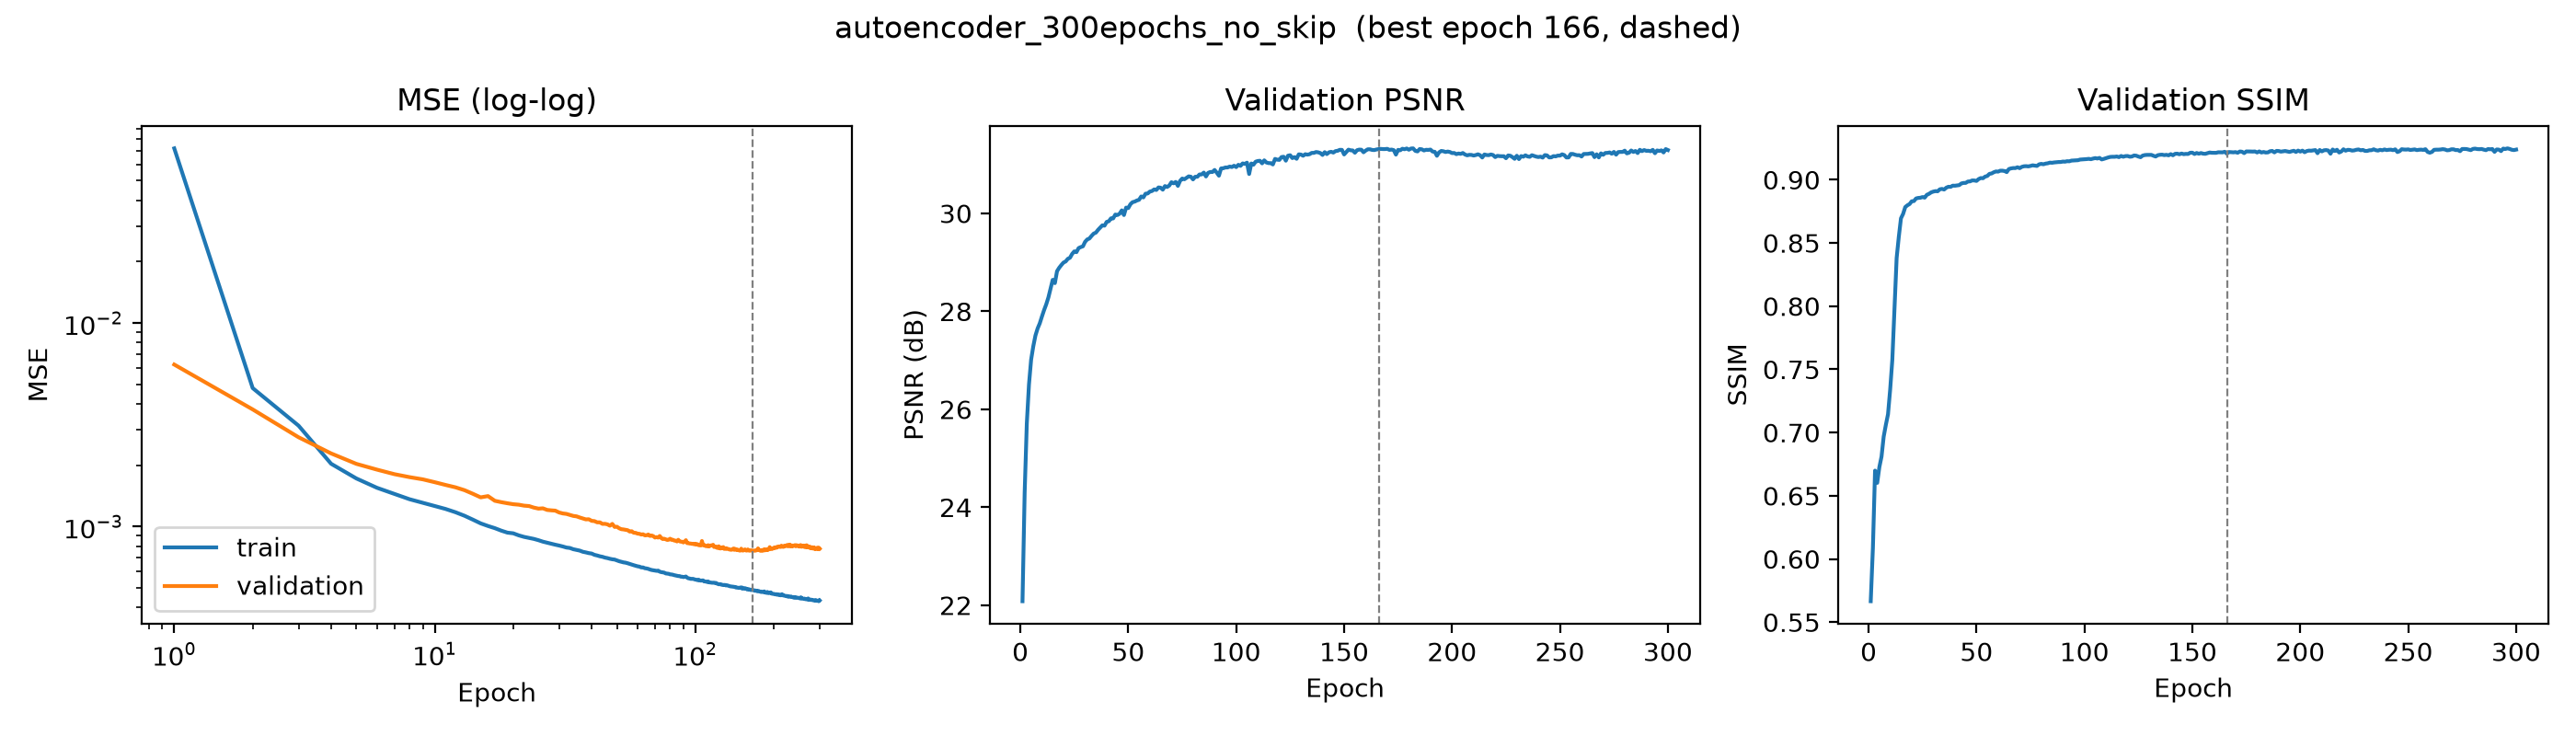 autoencoder_300epochs_no_skip  (best epoch 166, dashed)
MSE (log-log)
MSE
10⁻²
10⁻³
train
validation
10⁰ 10¹ 10²
Epoch
Validation PSNR
PSNR (dB)
30
28
26
24
22
0 50 100 150 200 250 300
Epoch
Validation SSIM
SSIM
0.90
0.85
0.80
0.75
0.70
0.65
0.60
0.55
0 50 100 150 200 250 300
Epoch